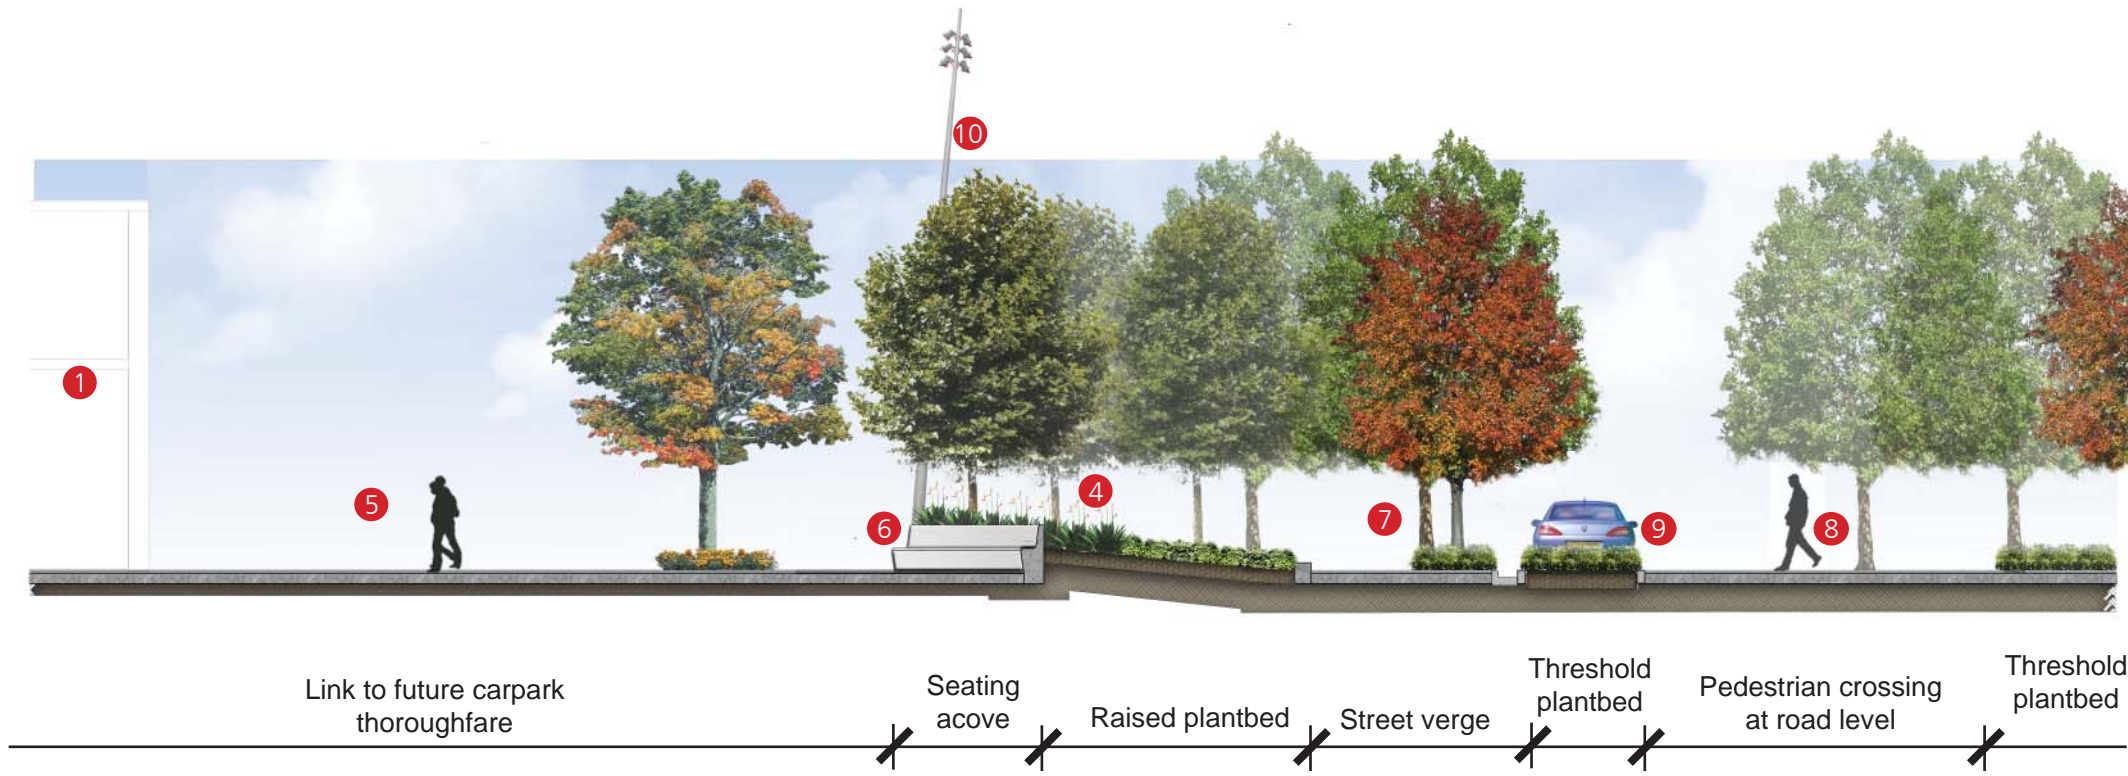 10
1
5
6
4
7
9
8
Link to future carpark
thoroughfare
Seating
acove
Raised plantbed
Street verge
Threshold
plantbed
Pedestrian crossing
at road level
Threshold
plantbed